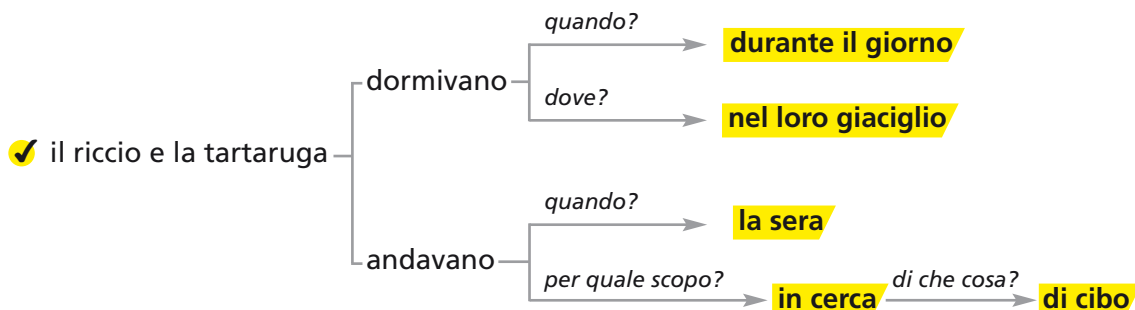 quando?
durante il giorno
dormivano
dove?
nel loro giaciglio
il riccio e la tartaruga
quando?
la sera
andavano
per quale scopo?
in cerca
di che cosa?
di cibo